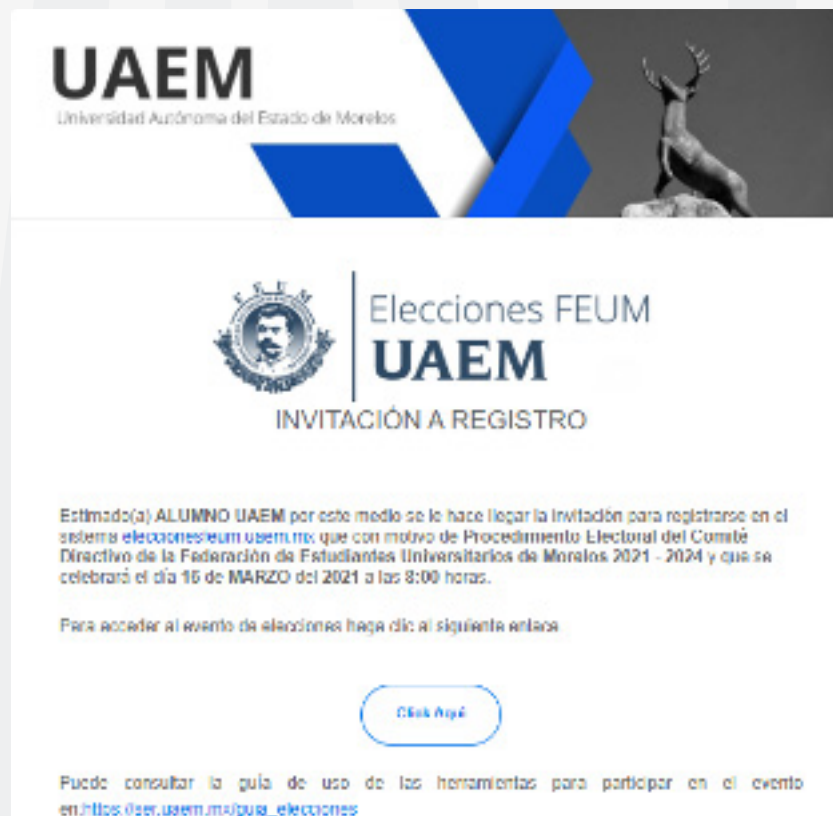 UAEM
Universidad Autónoma del Estado de Morelos
FEUM
Elecciones FEUM
UAEM
INVITACIÓN A REGISTRO
Estimado(a) ALUMNO UAEM por este medio se le hace llegar la invitación para registrarse en el
sistema eleccionesfeum.uaem.mx que con motivo de Procedimiento Electoral del Comité
Directivo de la Federación de Estudiantes Universitarios de Morelos 2021 - 2024 y que se
celebrará el día 16 de MARZO del 2021 a las 8:00 horas.
Para acceder al evento de elecciones haga clic al siguiente enlace
Click Aquí
Puede consultar la guía de uso de las herramientas para participar en el evento
en:https://ser.uaem.mx/guia_elecciones